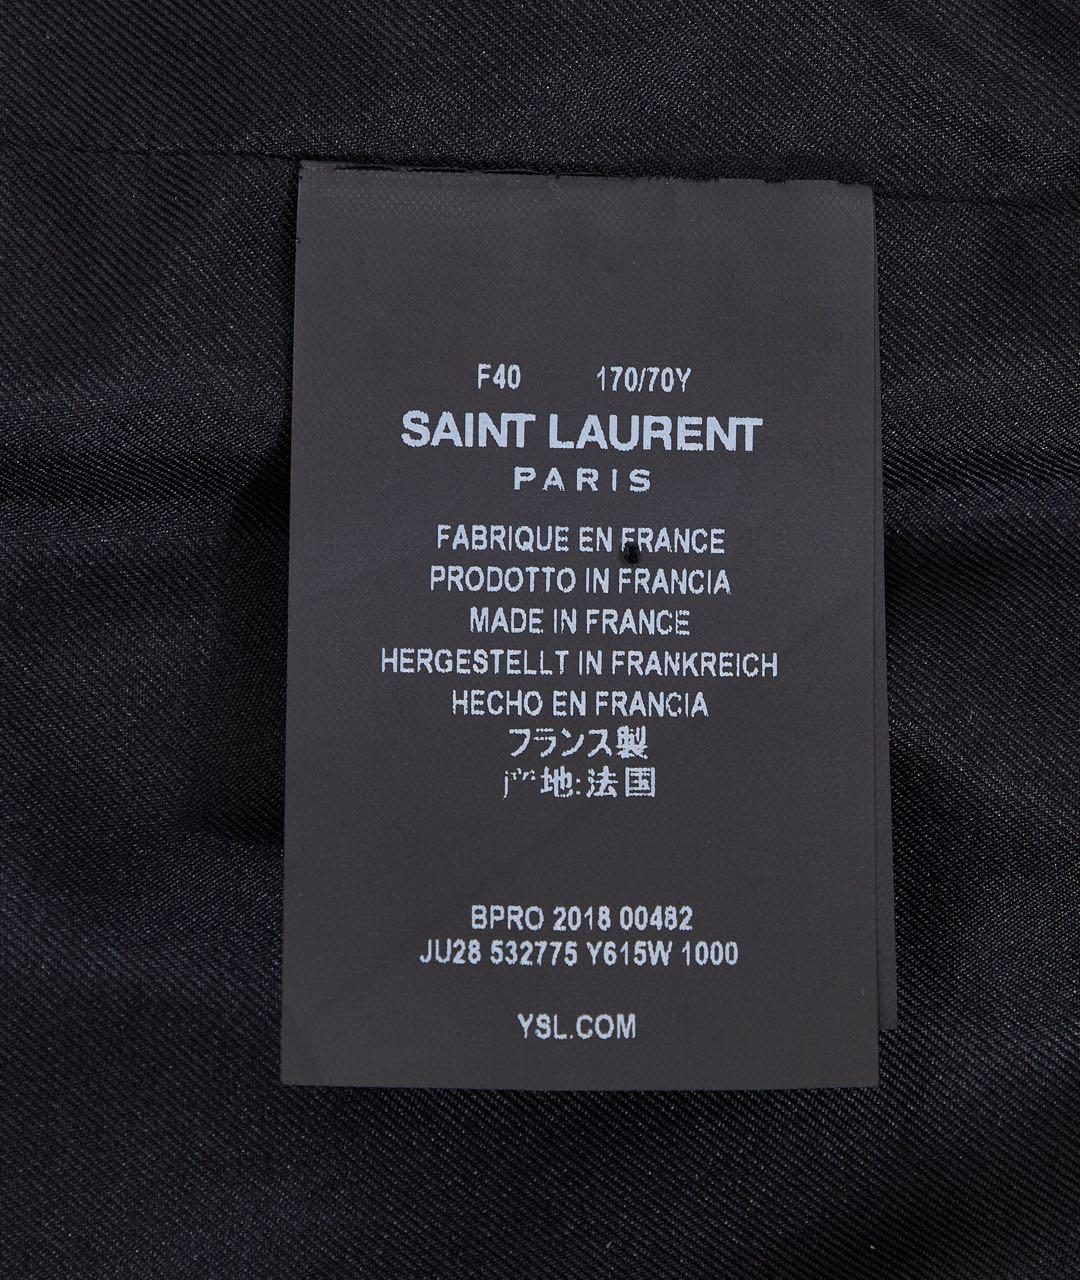 F40 170/70Y
SAINT LAURENT
PARIS
FABRIQUE EN FRANCE
PRODOTTO IN FRANCIA
MADE IN FRANCE
HERGESTELLT IN FRANKREICH
HECHO EN FRANCIA
フランス製
产地:法国
BPRO 2018 00482
JU28 532775 Y615W 1000
YSL.COM